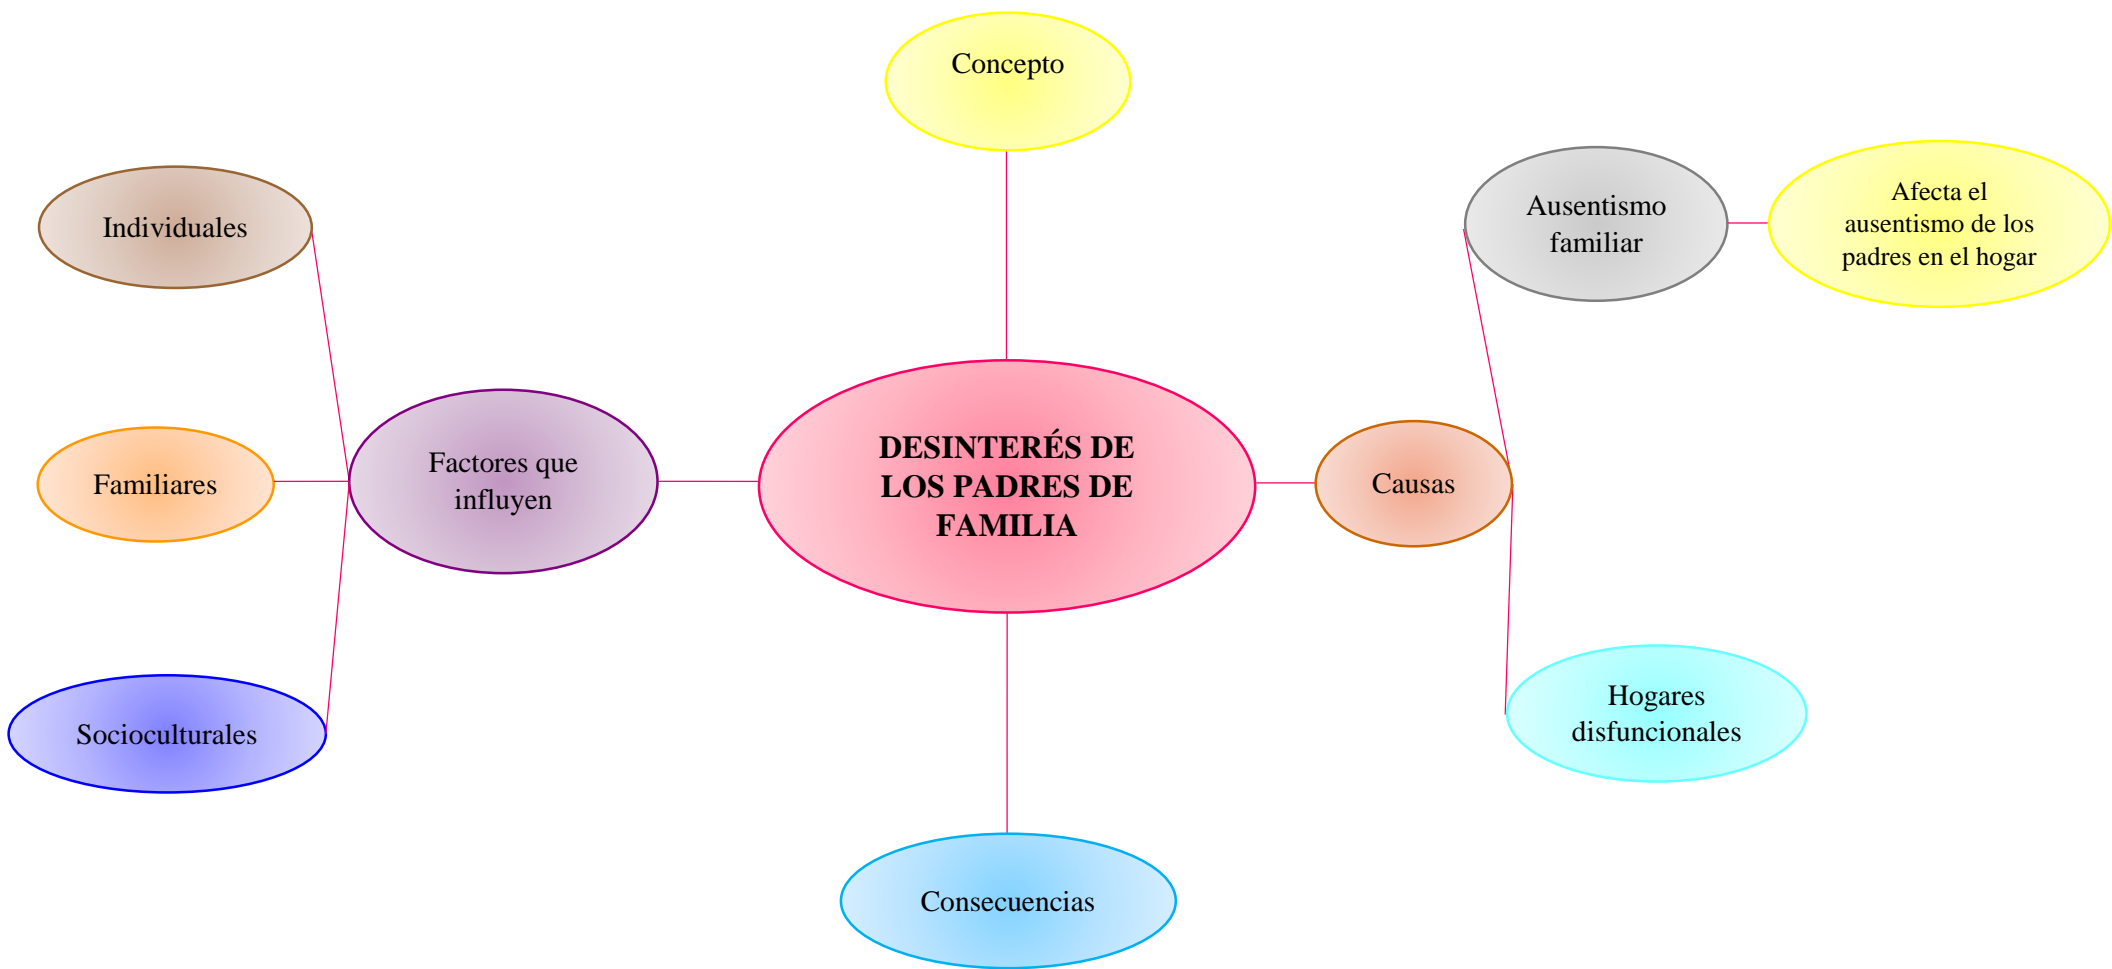 Concepto
Individuales
Familiares
Socioculturales
Factores que
influyen
DESINTERÉS DE
LOS PADRES DE
FAMILIA
Causas
Ausentismo
familiar
Afecta el
ausentismo de los
padres en el hogar
Hogares
disfuncionales
Consecuencias